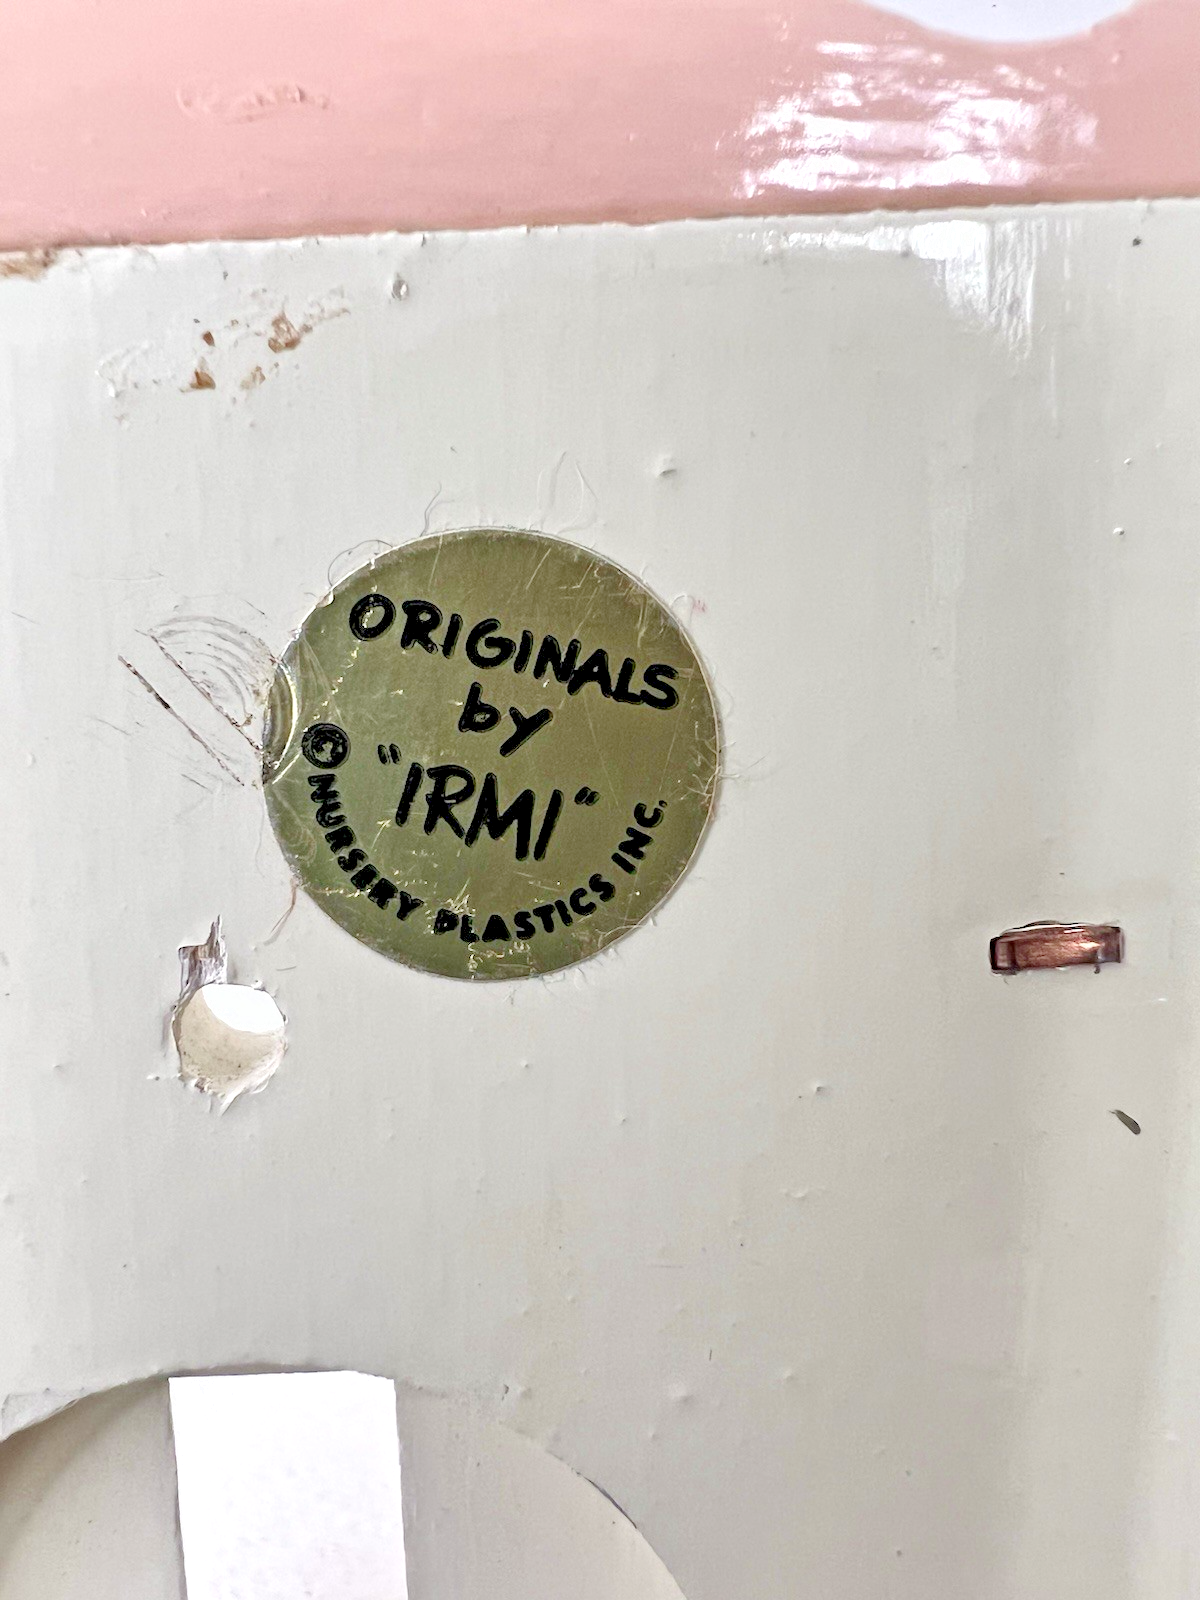 ORIGINALS
by
"IRMI"
©NURSERY PLASTICS INC.